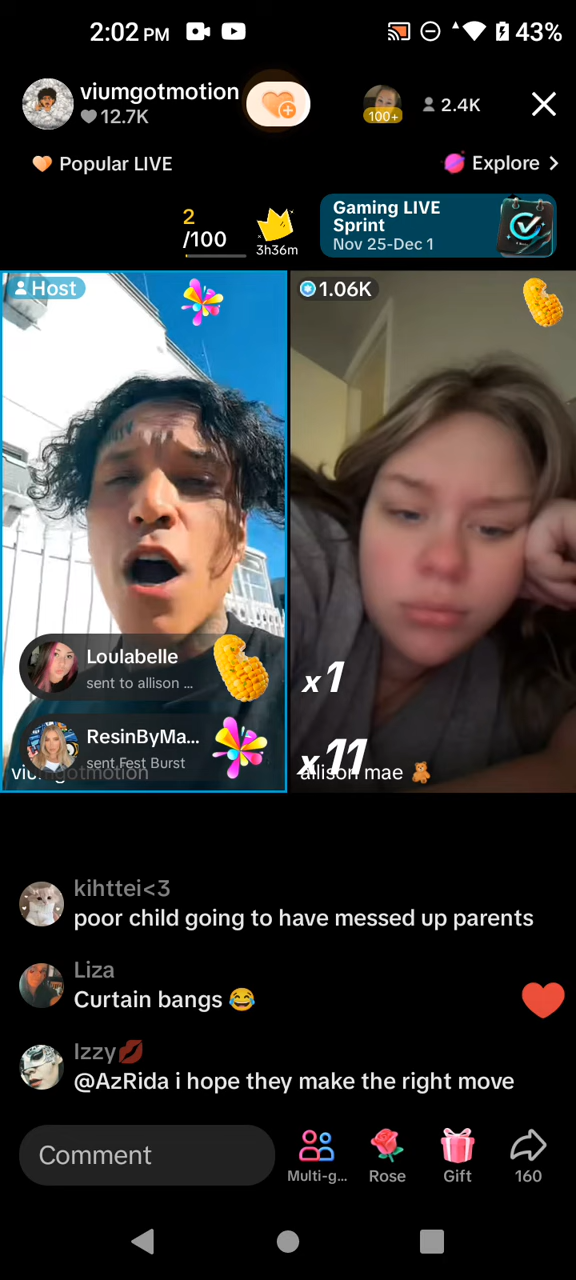 2:02 PM
43%
viumgotmotion
12.7K
100+
2.4K
Popular LIVE
Explore >
2
/100
3h36m
Gaming LIVE
Sprint
Nov 25-Dec 1
Host
1.06K
Loulabelle
sent to allison ...
x1
ResinByMa...
sent Fest Burst
x11
viumgotmotion
allison mae 🧸
kihttei<3
poor child going to have messed up parents
Liza
Curtain bangs 😂
Izzy💋
@AzRida i hope they make the right move
Comment
Multi-g...
Rose
Gift
160